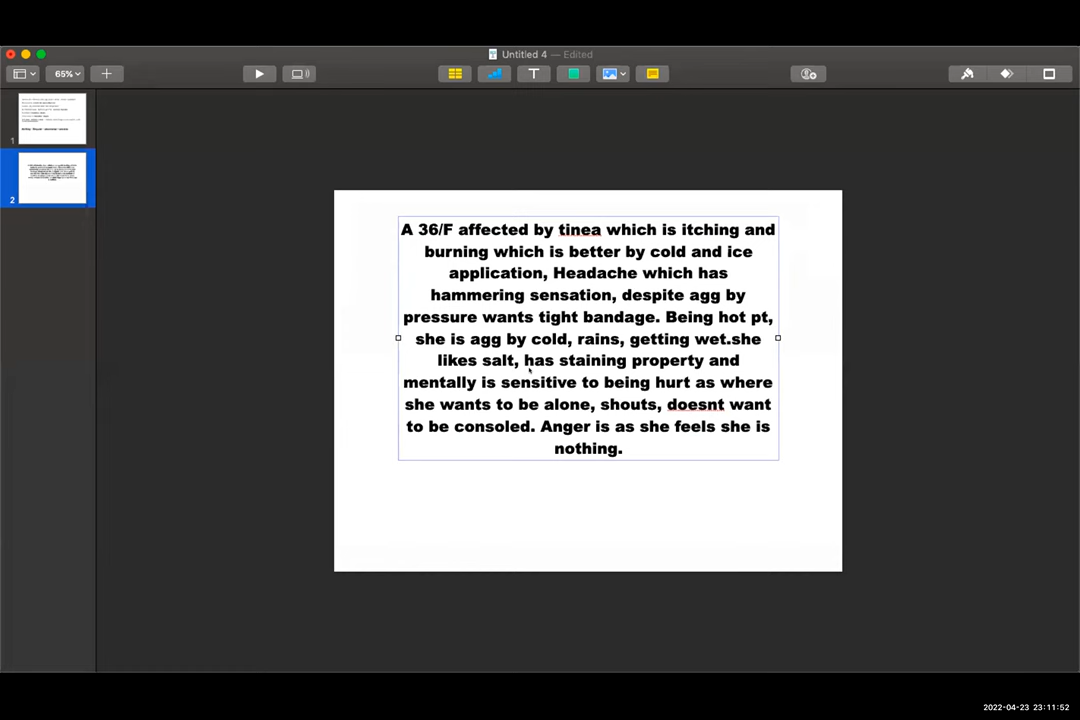 Untitled 4 — Edited
65%
1
2
A 36/F affected by tinea which is itching and
burning which is better by cold and ice
application, Headache which has
hammering sensation, despite agg by
pressure wants tight bandage. Being hot pt,
she is agg by cold, rains, getting wet.she
likes salt, has staining property and
mentally is sensitive to being hurt as where
she wants to be alone, shouts, doesnt want
to be consoled. Anger is as she feels she is
nothing.
2022-04-23 23:11:52